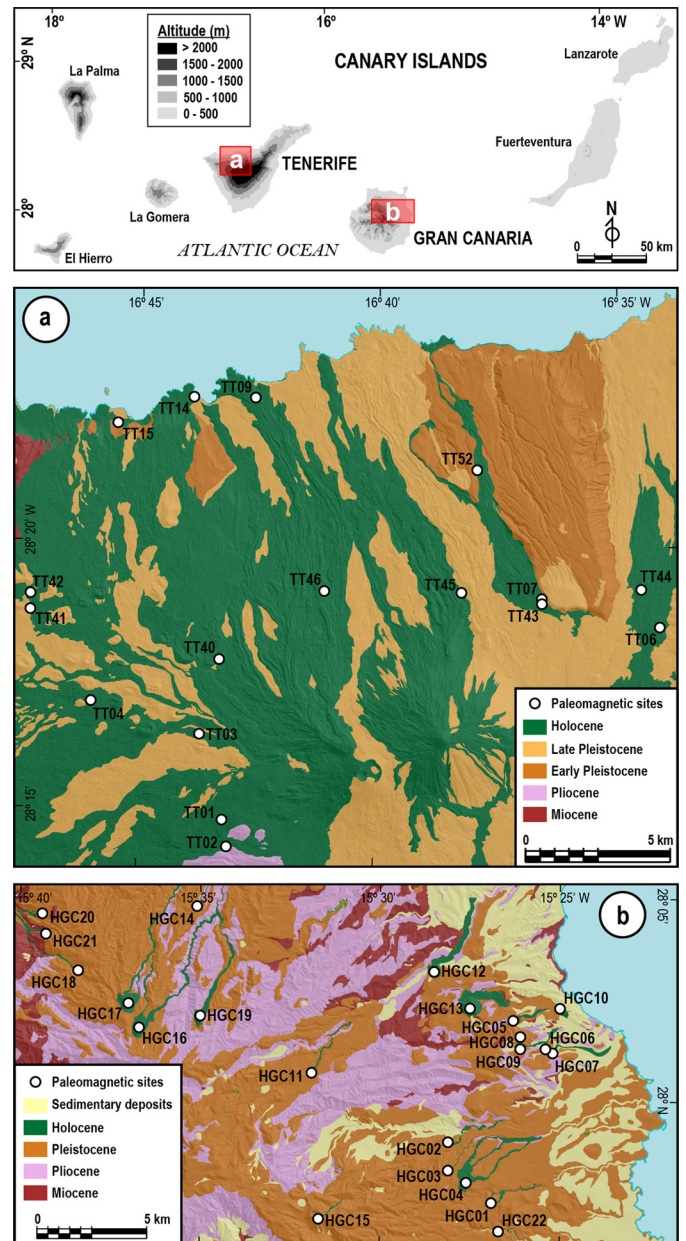 18º 16º 14º W
29º N
28º
Altitude (m)
> 2000
1500 - 2000
1000 - 1500
500 - 1000
0 - 500
CANARY ISLANDS
Lanzarote
La Palma
Fuerteventura
a
TENERIFE
La Gomera
b
GRAN CANARIA
El Hierro
ATLANTIC OCEAN
N
0 50 km
a
16º 45' 16º 40' 16º 35' W
28º 20' W
28º 15'
TT14
TT09
TT15
TT52
TT42
TT41
TT46
TT45
TT07
TT43
TT44
TT06
TT40
TT04
TT03
TT01
TT02
Paleomagnetic sites
Holocene
Late Pleistocene
Early Pleistocene
Pliocene
Miocene
0 5 km
b
15º 40' 15º 35' 15º 30' 15º 25' W
28º 05'
28º N
HGC20
HGC21
HGC14
HGC18
HGC17
HGC16
HGC19
HGC12
HGC13
HGC10
HGC05
HGC08
HGC09
HGC06
HGC07
HGC11
HGC02
HGC03
HGC04
HGC01
HGC15
HGC22
Paleomagnetic sites
Sedimentary deposits
Holocene
Pleistocene
Pliocene
Miocene
0 5 km